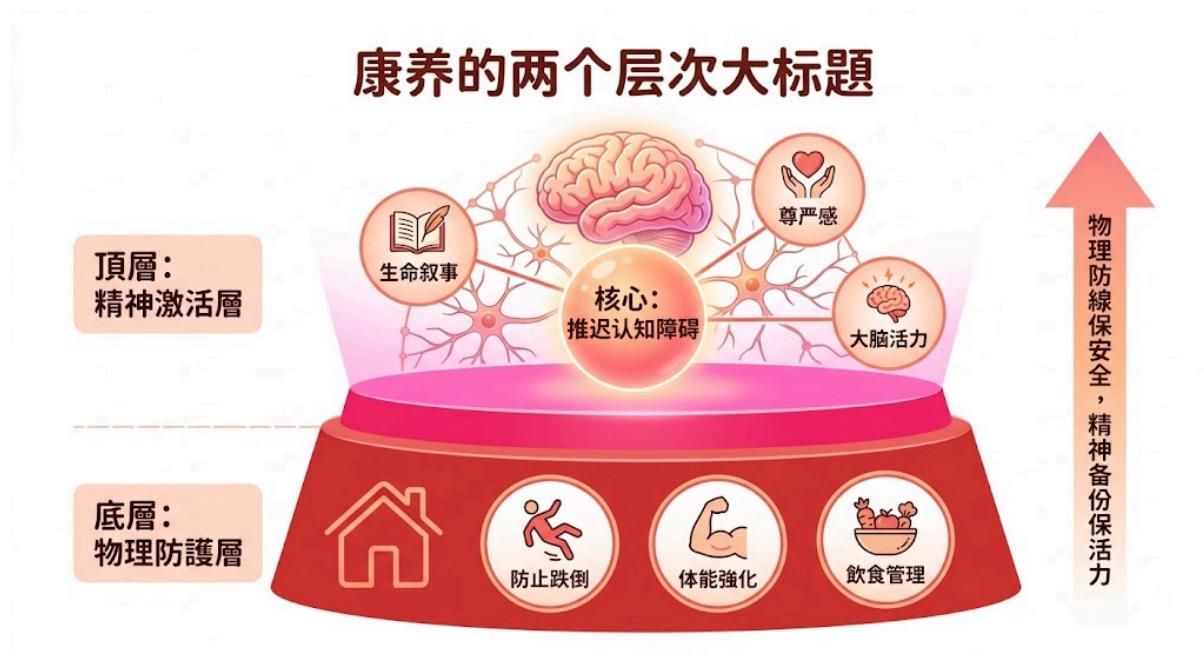 康养的两个层次大标題
頂層：
精神激活層
生命叙事
尊严感
核心：
推迟认知障碍
大脑活力
底層：
物理防護層
防止跌倒
体能強化
飲食管理
物理防線保安全，精神备份保活力